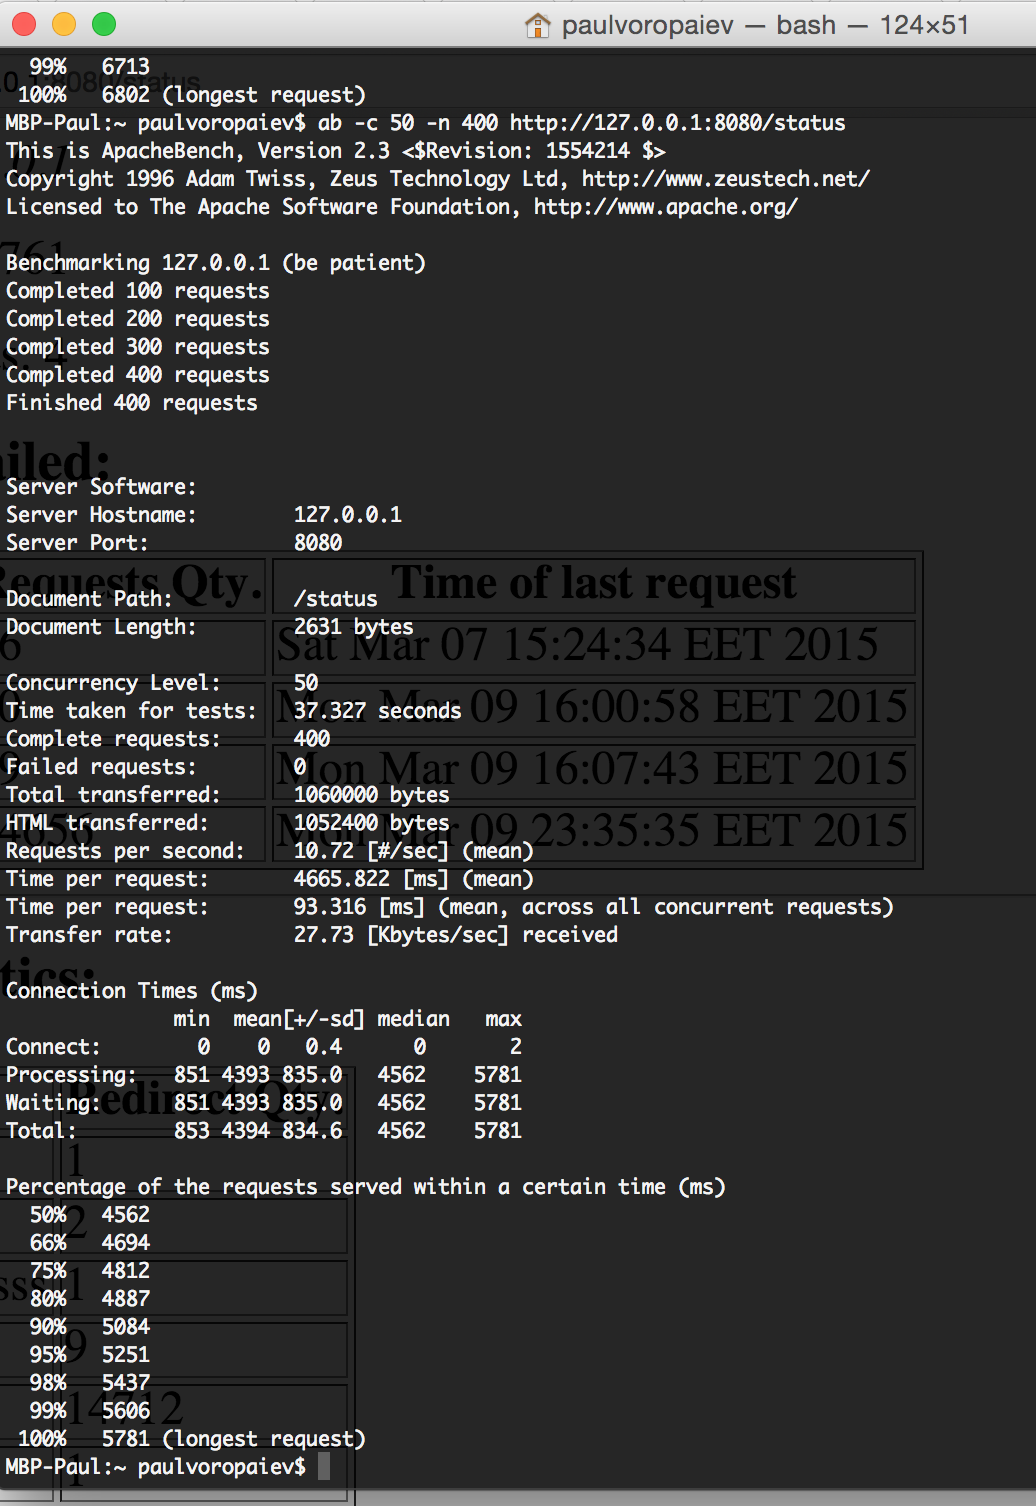 paulvoropaiev — bash — 124×51
99% 6713
100% 6802 (longest request)
MBP-Paul:~ paulvoropaiev$ ab -c 50 -n 400 http://127.0.0.1:8080/status
This is ApacheBench, Version 2.3 <$Revision: 1554214 $>
Copyright 1996 Adam Twiss, Zeus Technology Ltd, http://www.zeustech.net/
Licensed to The Apache Software Foundation, http://www.apache.org/
Benchmarking 127.0.0.1 (be patient)
Completed 100 requests
Completed 200 requests
Completed 300 requests
Completed 400 requests
Finished 400 requests
Server Software:
Server Hostname: 127.0.0.1
Server Port: 8080
Requests Qty. Time of last request
Document Path: /status
Document Length: 2631 bytes
Sat Mar 07 15:24:34 EET 2015
Concurrency Level: 50
Time taken for tests: 37.327 seconds
Mon Mar 09 16:00:58 EET 2015
Complete requests: 400
Failed requests: 0
Mon Mar 09 16:07:43 EET 2015
Total transferred: 1060000 bytes
HTML transferred: 1052400 bytes
Mon Mar 09 23:35:35 EET 2015
Requests per second: 10.72 [#/sec] (mean)
Time per request: 4665.822 [ms] (mean)
Time per request: 93.316 [ms] (mean, across all concurrent requests)
Transfer rate: 27.73 [Kbytes/sec] received
Connection Times (ms)
min mean[+/-sd] median max
Connect: 0 0 0.4 0 2
Processing: 851 4393 835.0 4562 5781
Redirect Qty.
Waiting: 851 4393 835.0 4562 5781
Total: 853 4394 834.6 4562 5781
1
Percentage of the requests served within a certain time (ms)
50% 4562
2
66% 4694
75% 4812
1
80% 4887
90% 5084
9
95% 5251
98% 5437
14712
99% 5606
100% 5781 (longest request)
MBP-Paul:~ paulvoropaiev$
1